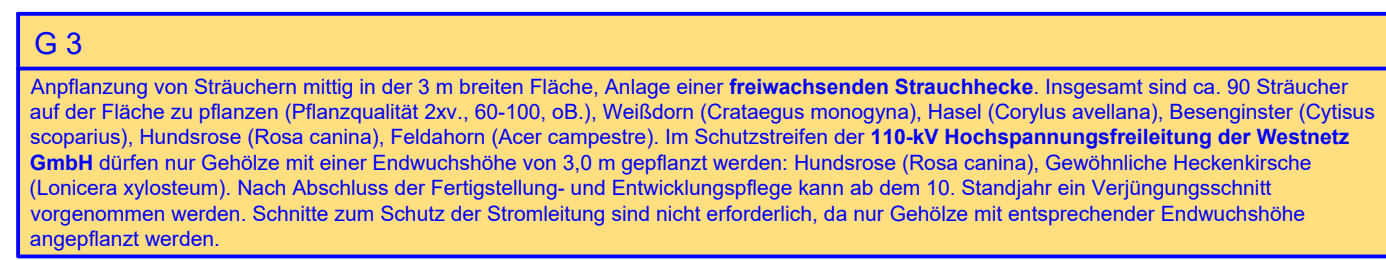 G 3
Anpflanzung von Sträuchern mittig in der 3 m breiten Fläche, Anlage einer freiwachsenden Strauchhecke. Insgesamt sind ca. 90 Sträucher
auf der Fläche zu pflanzen (Pflanzqualität 2xv., 60-100, oB.), Weißdorn (Crataegus monogyna), Hasel (Corylus avellana), Besenginster (Cytisus
scoparius), Hundsrose (Rosa canina), Feldahorn (Acer campestre). Im Schutzstreifen der 110-kV Hochspannungsfreileitung der Westnetz
GmbH dürfen nur Gehölze mit einer Endwuchshöhe von 3,0 m gepflanzt werden: Hundsrose (Rosa canina), Gewöhnliche Heckenkirsche
(Lonicera xylosteum). Nach Abschluss der Fertigstellung- und Entwicklungspflege kann ab dem 10. Standjahr ein Verjüngungsschnitt
vorgenommen werden. Schnitte zum Schutz der Stromleitung sind nicht erforderlich, da nur Gehölze mit entsprechender Endwuchshöhe
angepflanzt werden.